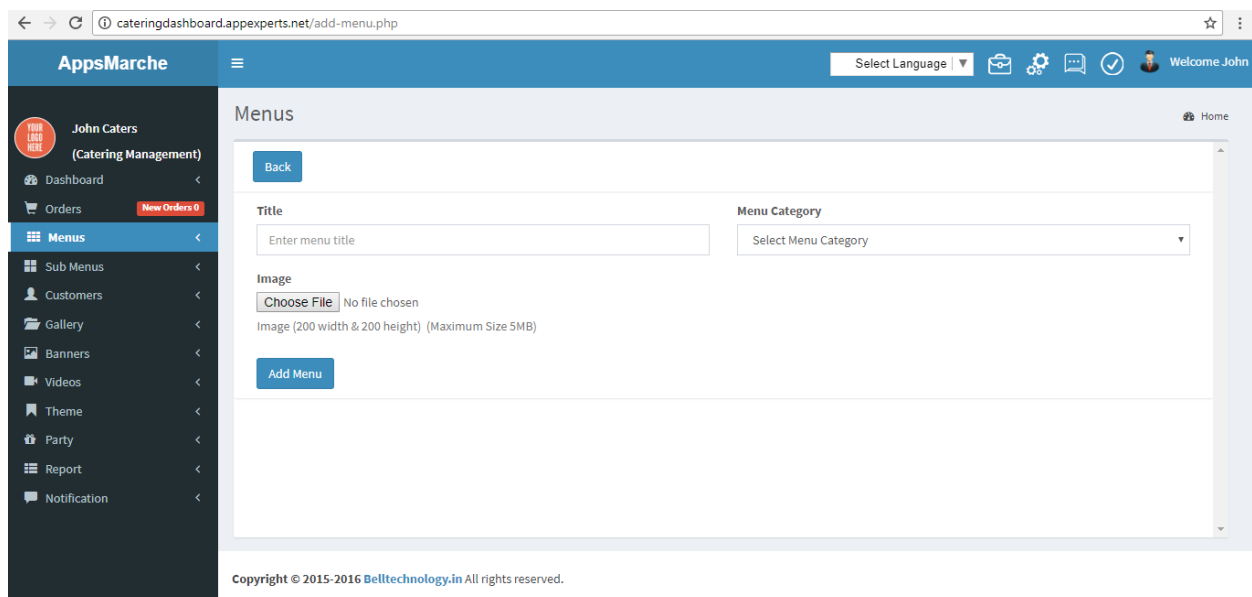 cateringdashboard.appexperts.net/add-menu.php
AppsMarche
Select Language
Welcome John
YOUR
LOGO
HERE
John Caters
(Catering Management)
Menus
Home
Dashboard
Orders
New Orders 0
Menus
Sub Menus
Customers
Gallery
Banners
Videos
Theme
Party
Report
Notification
Back
Title
Menu Category
Enter menu title
Select Menu Category
Image
Choose File No file chosen
Image (200 width & 200 height) (Maximum Size 5MB)
Add Menu
Copyright © 2015-2016 Belltechnology.in All rights reserved.